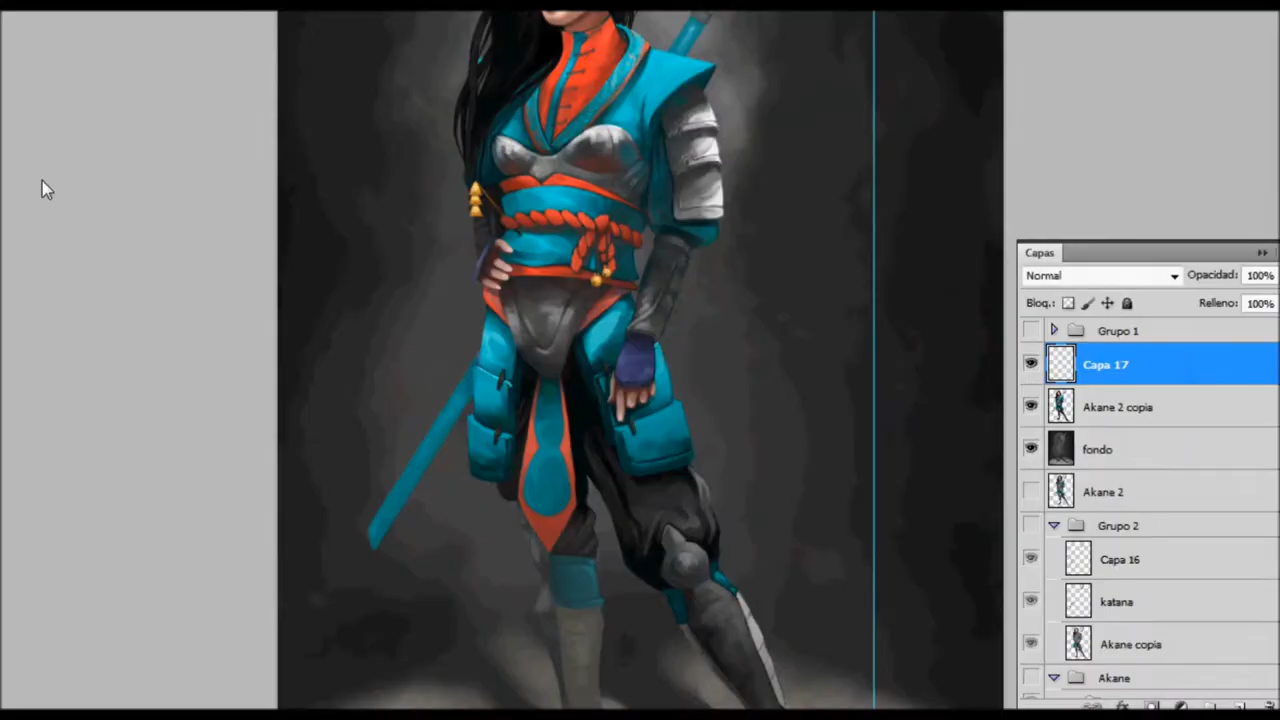 Capas
Normal Opacidad: 100%
Bloq.: Relleno: 100%
Grupo 1
Capa 17
Akane 2 copia
fondo
Akane 2
Grupo 2
Capa 16
katana
Akane copia
Akane